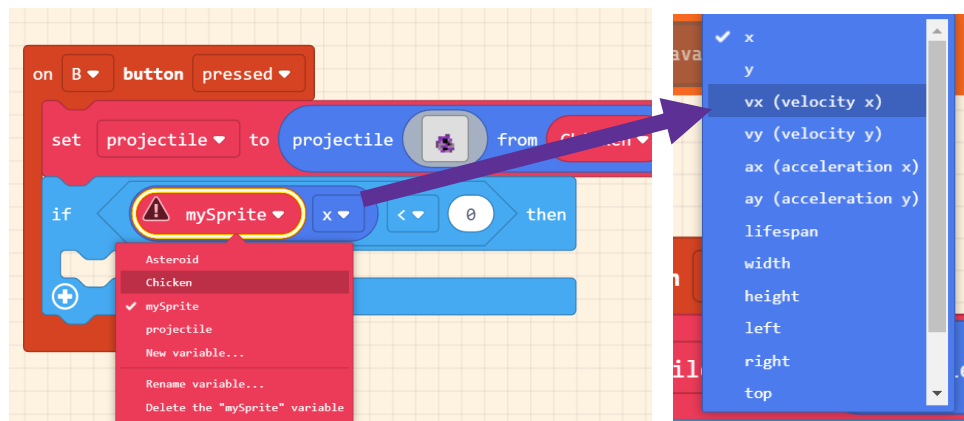 on B button pressed
set projectile to projectile from Chicken
if mySprite x < 0 then
Asteroid
Chicken
mySprite
projectile
New variable...
Rename variable...
Delete the "mySprite" variable
x
y
vx (velocity x)
vy (velocity y)
ax (acceleration x)
ay (acceleration y)
lifespan
width
height
left
right
top